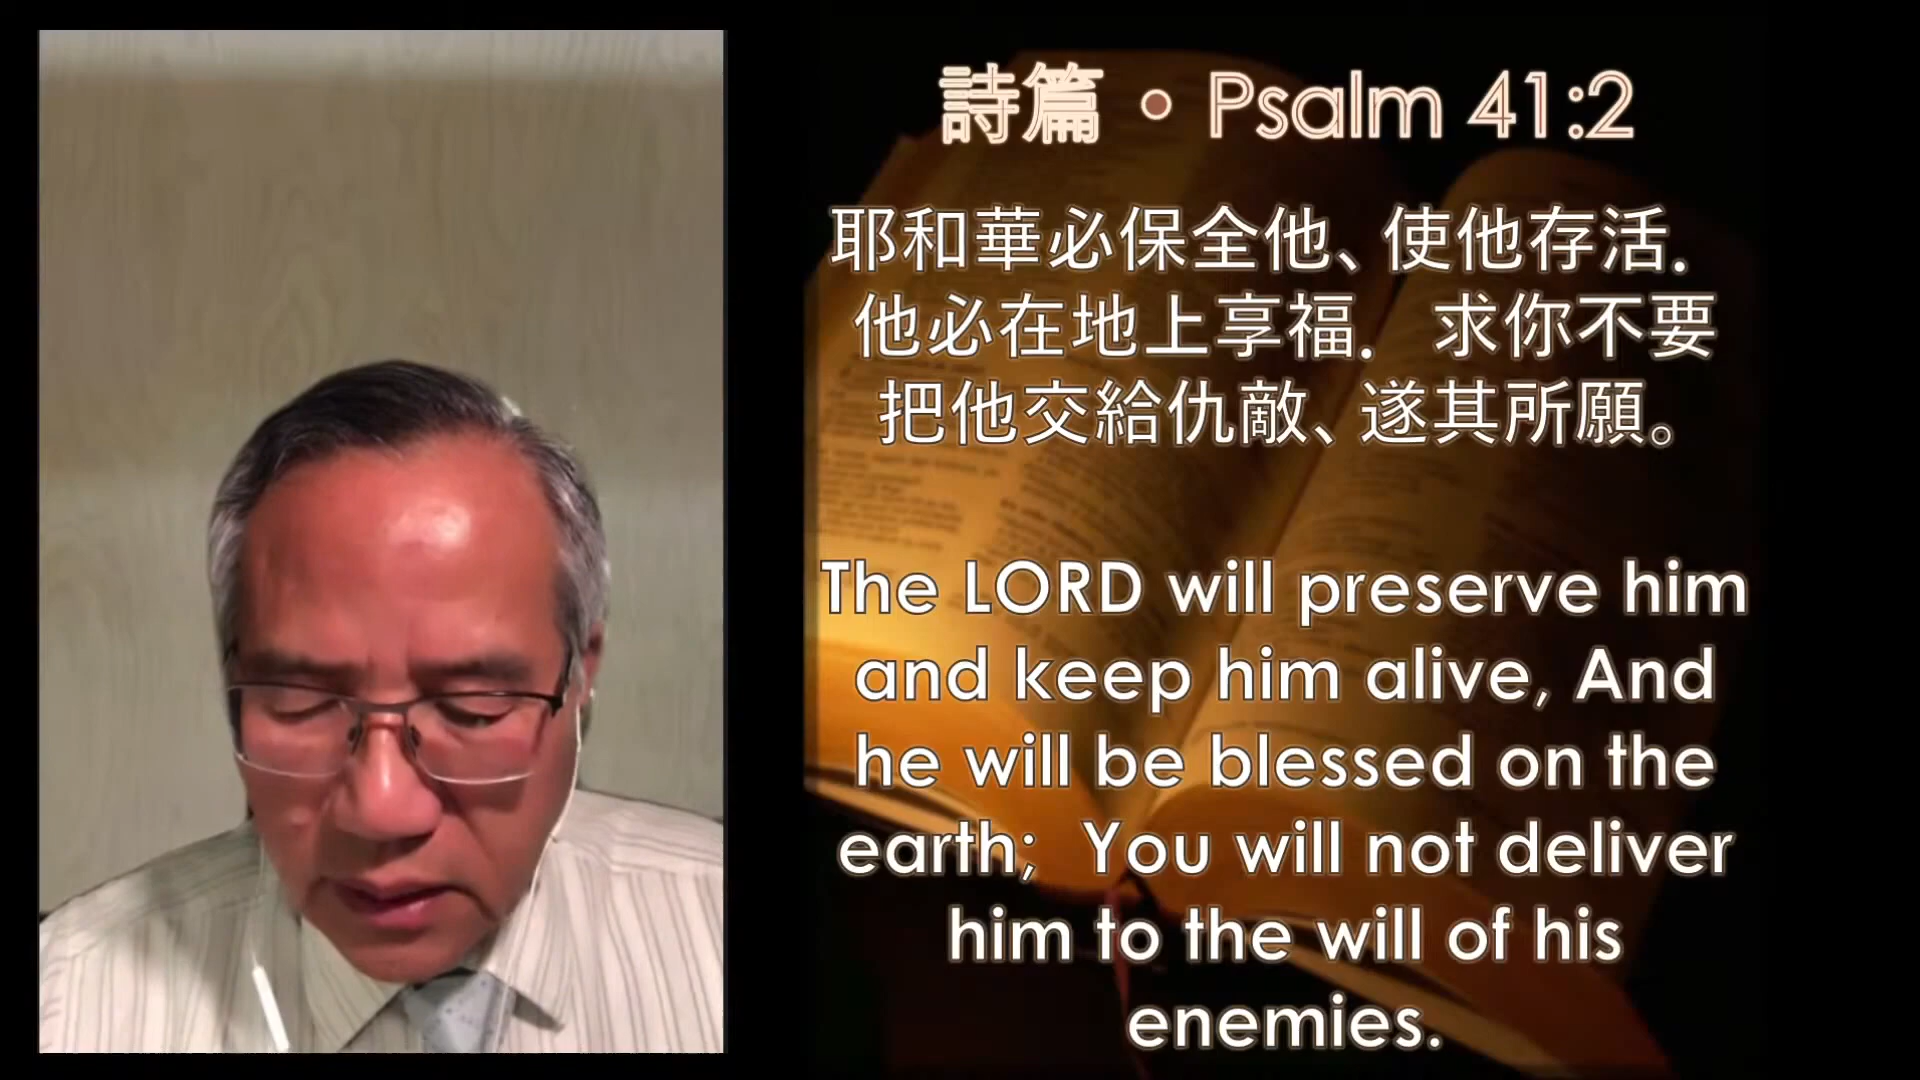 詩篇 • Psalm 41:2
耶和華必保全他、使他存活.
他必在地上享福. 求你不要
把他交給仇敵、遂其所願。
The LORD will preserve him
and keep him alive, And
he will be blessed on the
earth; You will not deliver
him to the will of his
enemies.